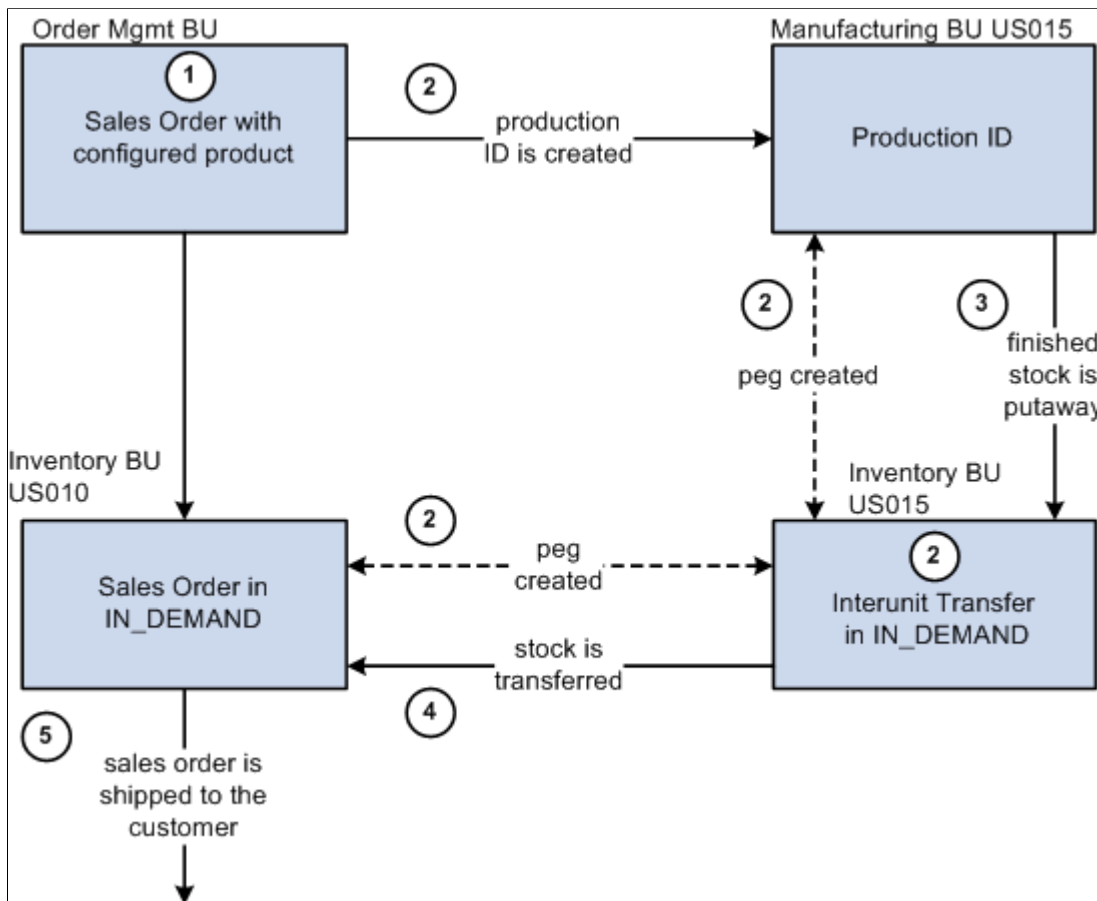 Order Mgmt BU
1
Sales Order with
configured product
2
production
ID is created
Manufacturing BU US015
Production ID
2
peg created
3
finished
stock is
putaway
Inventory BU
US010
Sales Order in
IN_DEMAND
2
peg
created
Inventory BU
US015
2
Interunit Transfer
in IN_DEMAND
stock is
transferred
4
5
sales order is
shipped to the
customer